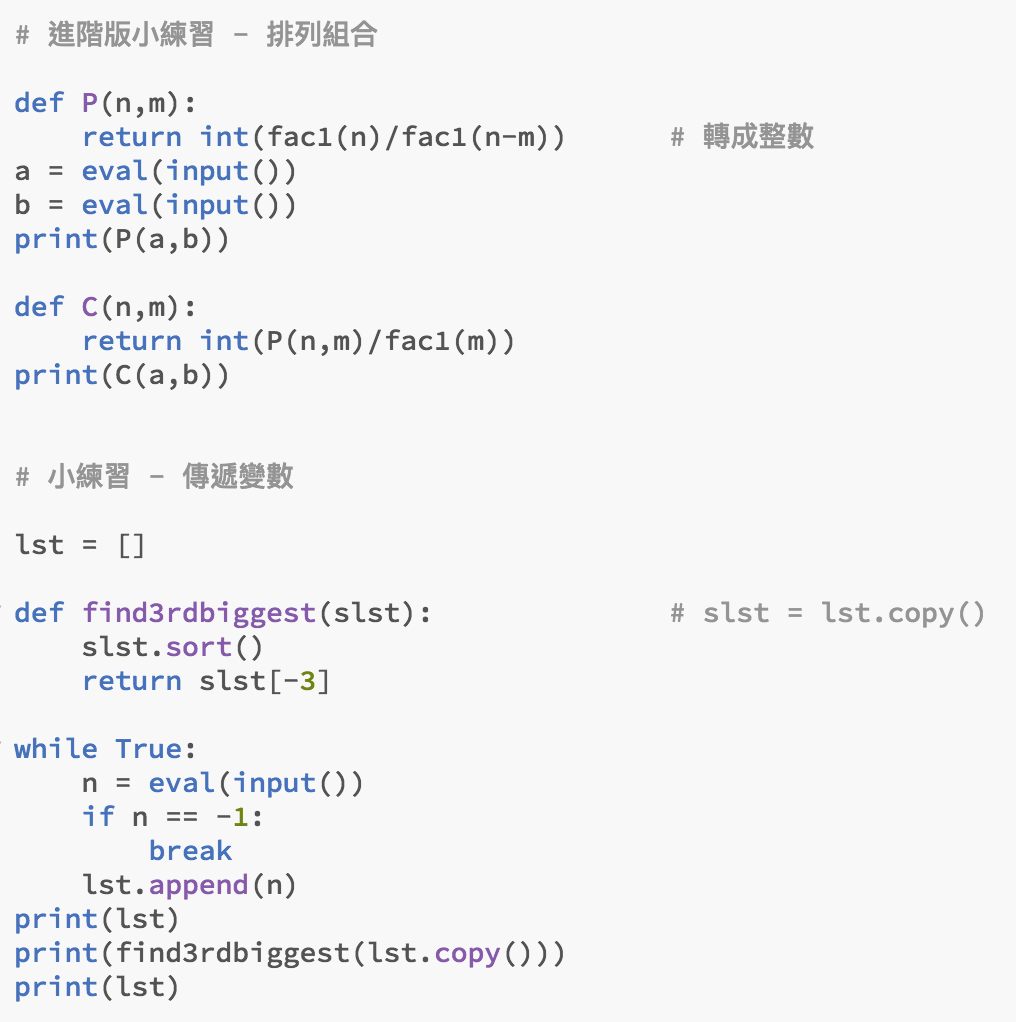 # 進階版小練習 - 排列組合
def P(n,m):
    return int(fac1(n)/fac1(n-m))      # 轉成整數
a = eval(input())
b = eval(input())
print(P(a,b))
def C(n,m):
    return int(P(n,m)/fac1(m))
print(C(a,b))
# 小練習 - 傳遞變數
lst = []
def find3rdbiggest(slst):              # slst = lst.copy()
    slst.sort()
    return slst[-3]
while True:
    n = eval(input())
    if n == -1:
        break
    lst.append(n)
print(lst)
print(find3rdbiggest(lst.copy()))
print(lst)